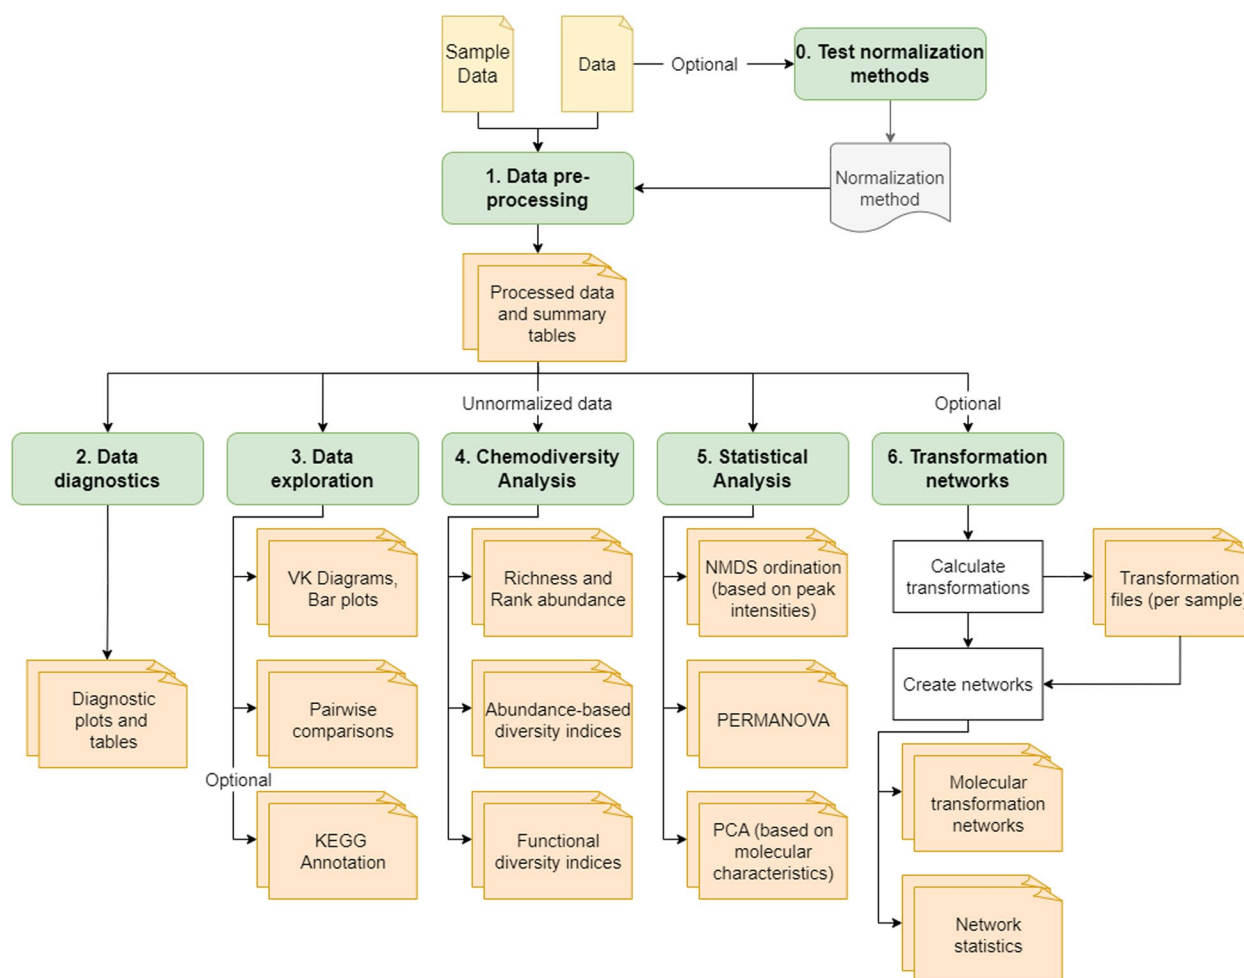 Sample
Data
Data
Optional
0. Test normalization
methods
1. Data pre-
processing
Normalization
method
Processed data
and summary
tables
Unnormalized data
Optional
2. Data
diagnostics
3. Data
exploration
4. Chemodiversity
Analysis
5. Statistical
Analysis
6. Transformation
networks
Diagnostic
plots and
tables
VK Diagrams,
Bar plots
Pairwise
comparisons
Optional
KEGG
Annotation
Richness and
Rank abundance
Abundance-based
diversity indices
Functional
diversity indices
NMDS ordination
(based on peak
intensities)
PERMANOVA
PCA (based on
molecular
characteristics)
Calculate
transformations
Transformation
files (per sample)
Create networks
Molecular
transformation
networks
Network
statistics